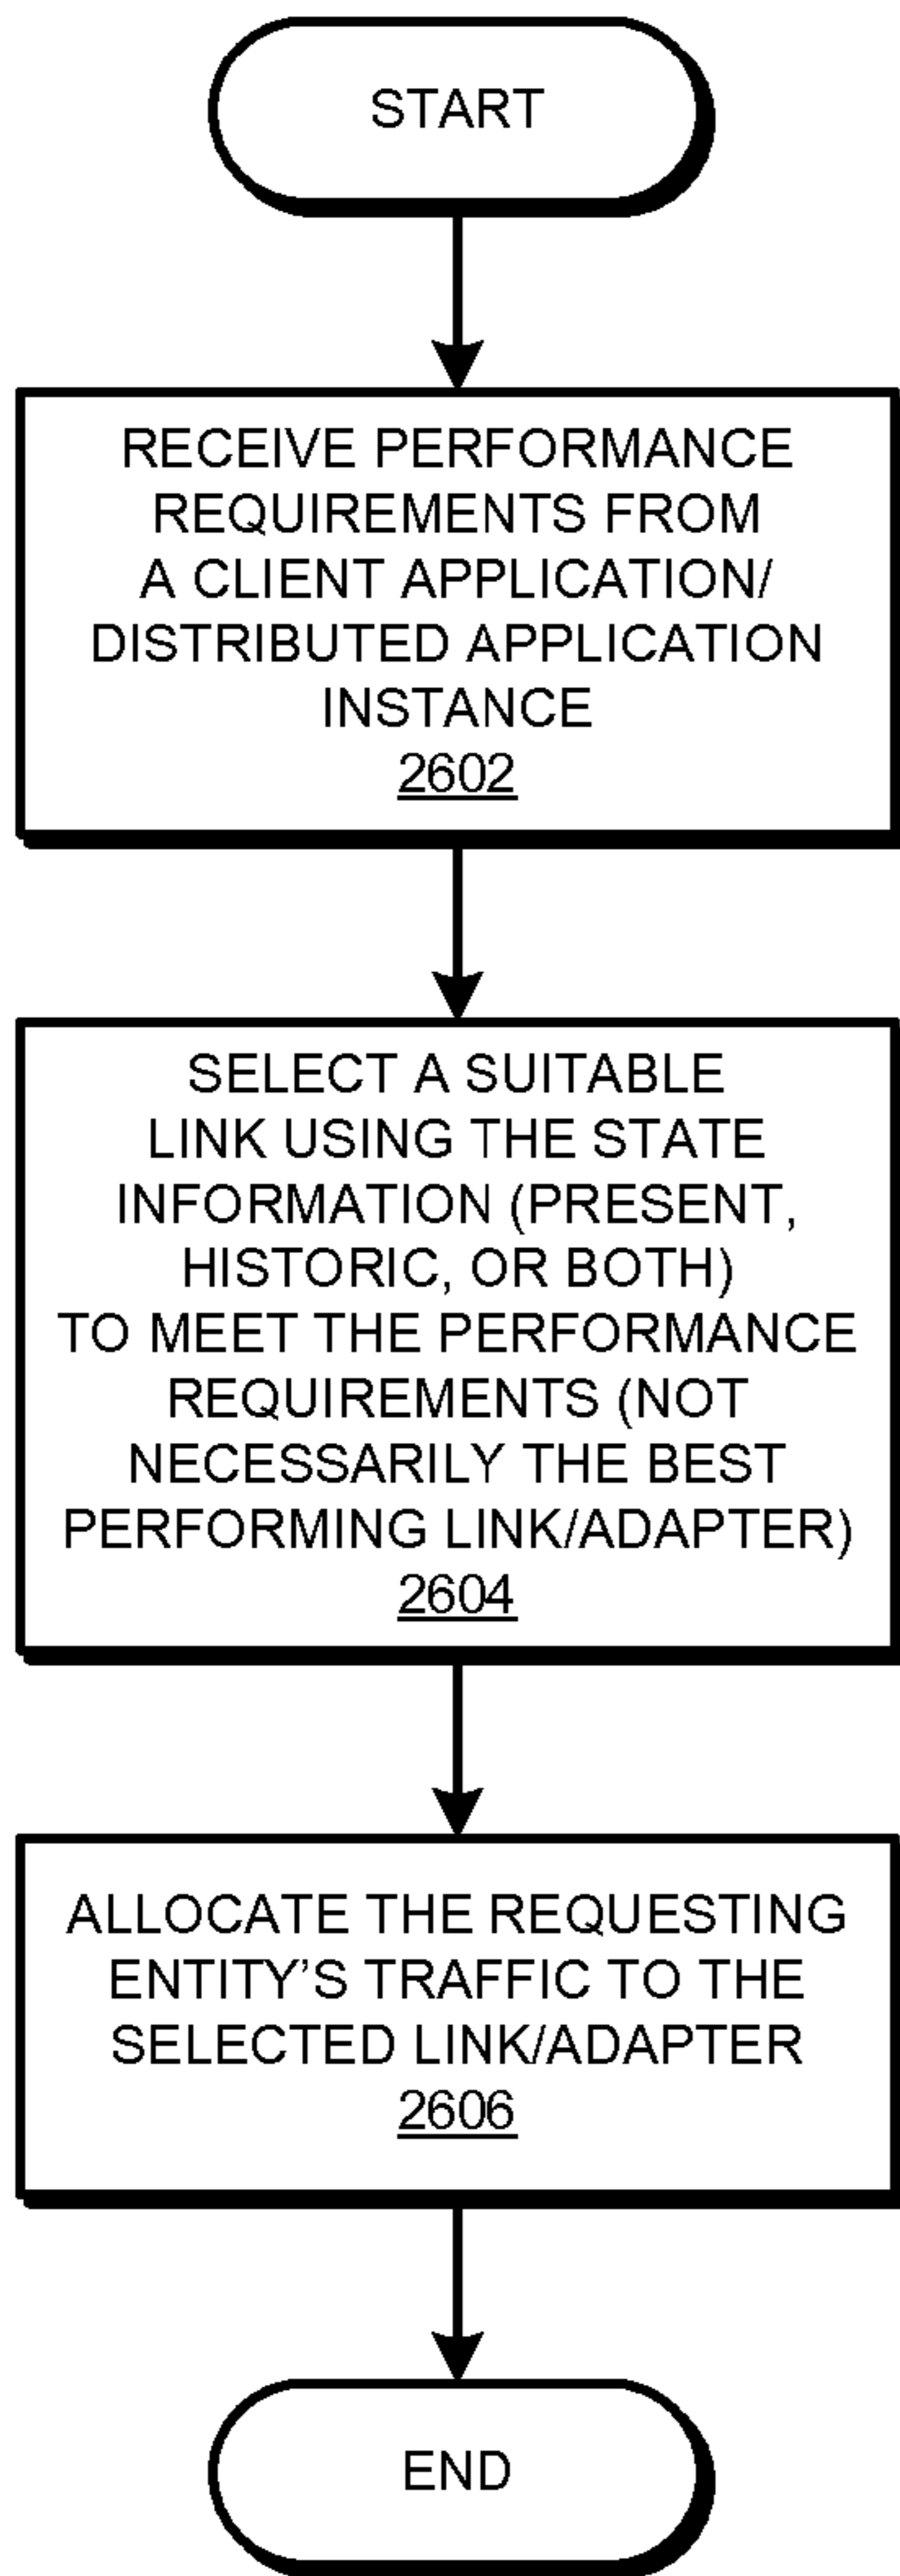 START
RECEIVE PERFORMANCE
REQUIREMENTS FROM
A CLIENT APPLICATION/
DISTRIBUTED APPLICATION
INSTANCE
2602
SELECT A SUITABLE
LINK USING THE STATE
INFORMATION (PRESENT,
HISTORIC, OR BOTH)
TO MEET THE PERFORMANCE
REQUIREMENTS (NOT
NECESSARILY THE BEST
PERFORMING LINK/ADAPTER)
2604
ALLOCATE THE REQUESTING
ENTITY’S TRAFFIC TO THE
SELECTED LINK/ADAPTER
2606
END